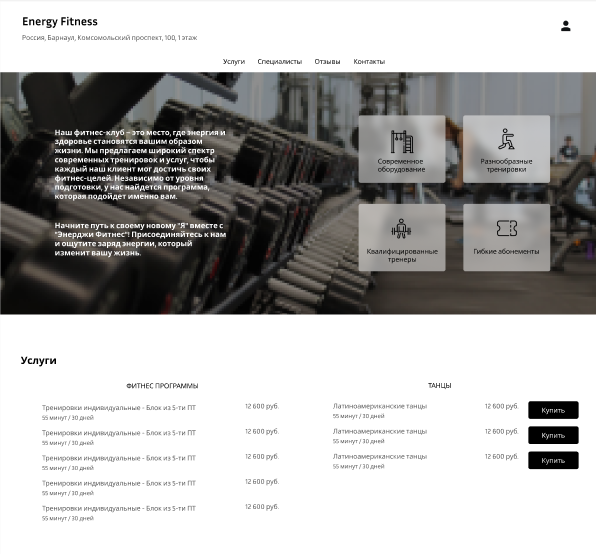 Energy Fitness
Россия, Барнаул, Комсомольский проспект, 100, 1 этаж
Услуги Специалисты Отзывы Контакты
Наш фитнес-клуб – это место, где энергия и
здоровье становятся вашим образом
жизни. Мы предлагаем широкий спектр
современных тренировок и услуг, чтобы
каждый наш клиент мог достичь своих
фитнес-целей. Независимо от уровня
подготовки, у нас найдется программа,
которая подойдет именно вам.
Начните путь к своему новому "Я" вместе с
"Энерджи Фитнес"! Присоединяйтесь к нам
и ощутите заряд энергии, который
изменит вашу жизнь.
Современное
оборудование
Разнообразные
тренировки
Квалифицированные
тренеры
Гибкие абонементы
Услуги
ФИТНЕС ПРОГРАММЫ
Тренировки индивидуальные - Блок из 5-ти ПТ 12 600 руб.
55 минут / 30 дней
Тренировки индивидуальные - Блок из 5-ти ПТ 12 600 руб.
55 минут / 30 дней
Тренировки индивидуальные - Блок из 5-ти ПТ 12 600 руб.
55 минут / 30 дней
Тренировки индивидуальные - Блок из 5-ти ПТ 12 600 руб.
55 минут / 30 дней
Тренировки индивидуальные - Блок из 5-ти ПТ 12 600 руб.
55 минут / 30 дней
ТАНЦЫ
Латиноамериканские танцы 12 600 руб. Купить
55 минут / 30 дней
Латиноамериканские танцы 12 600 руб. Купить
55 минут / 30 дней
Латиноамериканские танцы 12 600 руб. Купить
55 минут / 30 дней